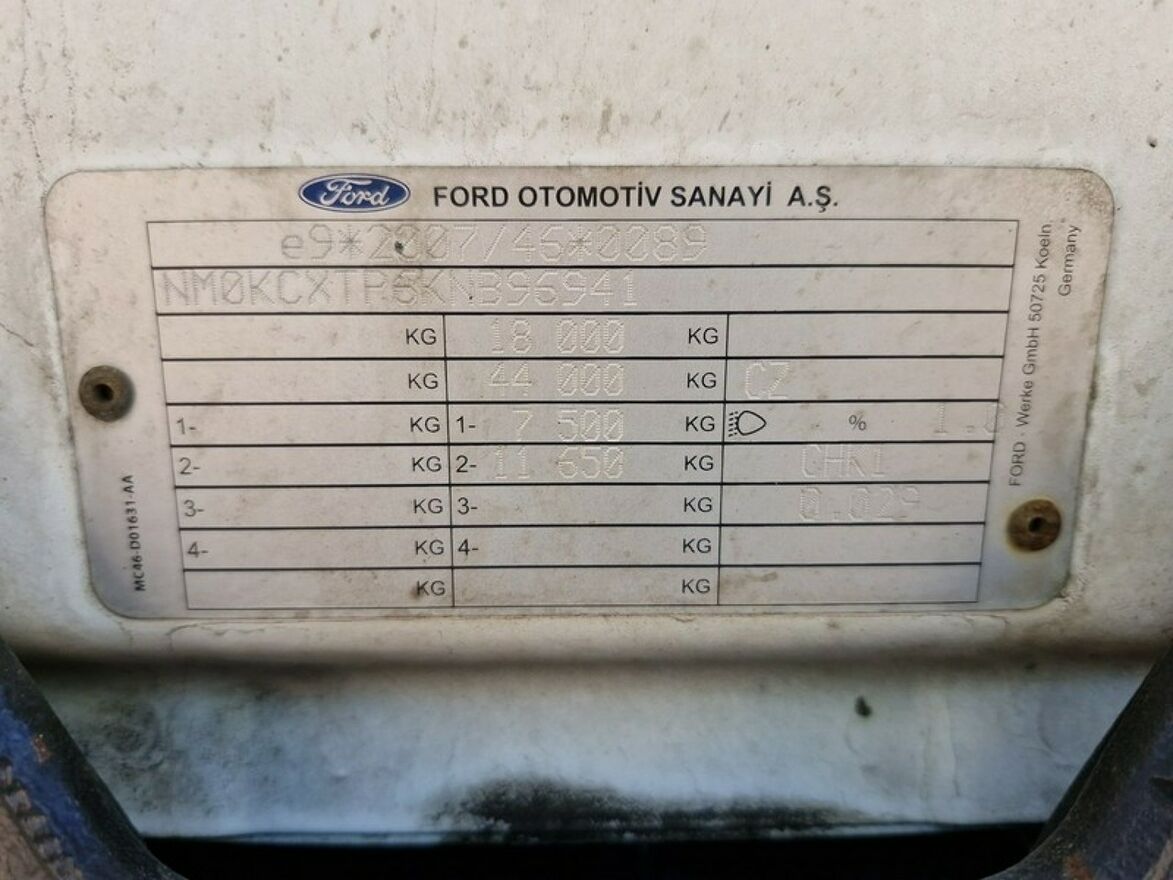 Ford FORD OTOMOTİV SANAYİ A.Ş.
e9*2007/46*0089
NM0KCXTP6KNB96941
KG 18 000 KG
KG 44 000 KG CZ
1- KG 1- 7 500 KG % 1.8
2- KG 2- 11 650 KG CHK1
3- KG 3- KG
4- KG 4- KG
KG KG
MC46-D01631-AA
FORD - Werke GmbH 50725 Koeln
Germany